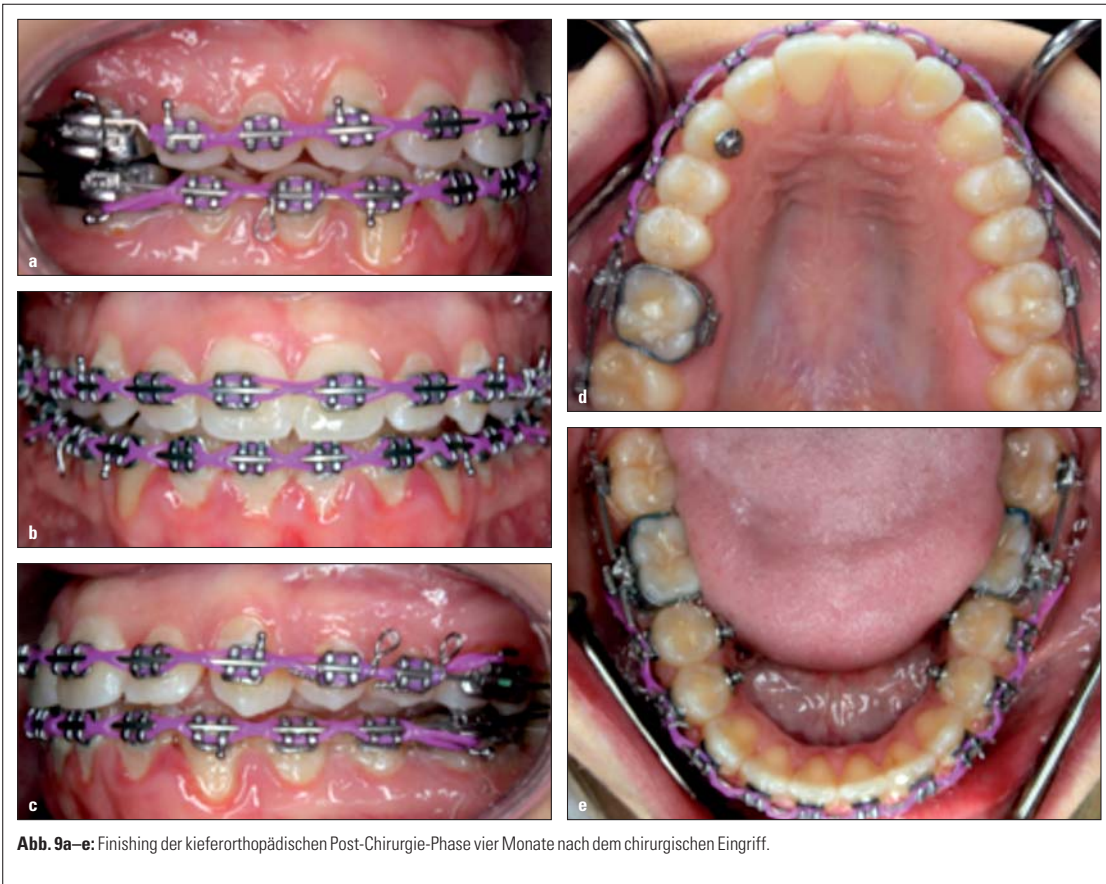 a
b
c
d
e
Abb. 9a–e: Finishing der kieferorthopädischen Post-Chirurgie-Phase vier Monate nach dem chirurgischen Eingriff.